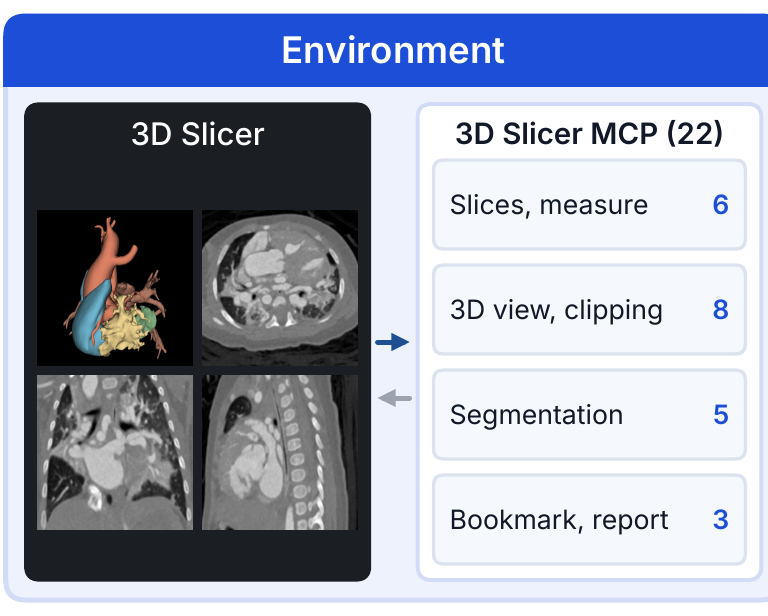 Environment
3D Slicer
3D Slicer MCP (22)
Slices, measure 6
3D view, clipping 8
Segmentation 5
Bookmark, report 3